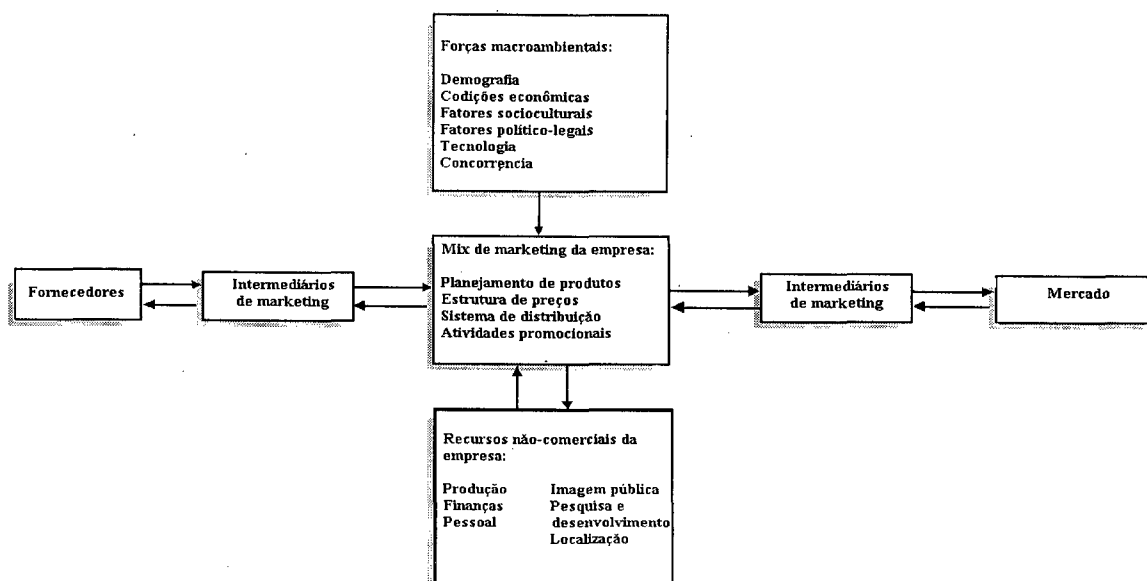 Forças macroambientais:
Demografia
Codições econômicas
Fatores socioculturais
Fatores político-legais
Tecnologia
Concorrencia
Fornecedores
Intermediários
de marketing
Mix de marketing da empresa:
Planejamento de produtos
Estrutura de preços
Sistema de distribuição
Atividades promocionais
Intermediários
de marketing
Mercado
Recursos não-comerciais da
empresa:
Produção
Finanças
Pessoal
Imagem pública
Pesquisa e
desenvolvimento
Localização